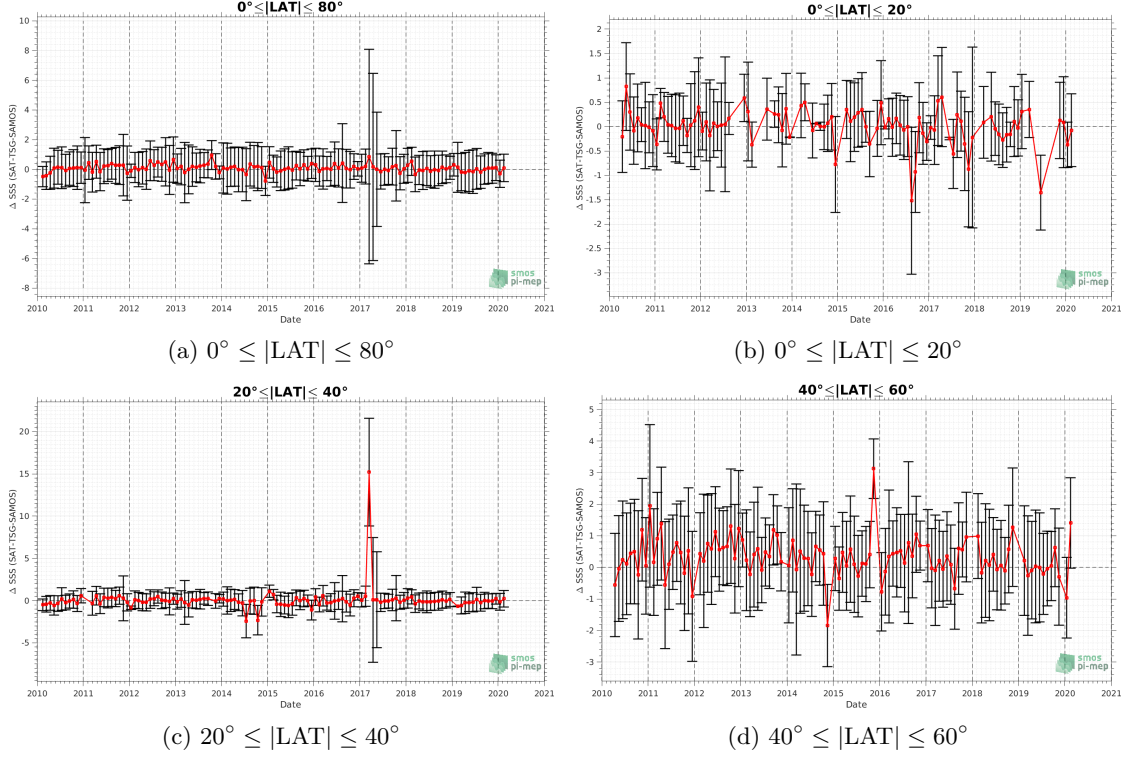 0°≤|LAT|≤ 80°
Δ SSS (SAT-TSG-SAMOS)
10
8
6
4
2
0
-2
-4
-6
-8
2010 2011 2012 2013 2014 2015 2016 2017 2018 2019 2020 2021
Date
smos
pi-mep
(a) 0° ≤ |LAT| ≤ 80°
0°≤|LAT|≤ 20°
Δ SSS (SAT-TSG-SAMOS)
2
1.5
1
0.5
0
-0.5
-1
-1.5
-2
-2.5
-3
2010 2011 2012 2013 2014 2015 2016 2017 2018 2019 2020 2021
Date
smos
pi-mep
(b) 0° ≤ |LAT| ≤ 20°
20°≤|LAT|≤ 40°
Δ SSS (SAT-TSG-SAMOS)
20
15
10
5
0
-5
2010 2011 2012 2013 2014 2015 2016 2017 2018 2019 2020 2021
Date
smos
pi-mep
(c) 20° ≤ |LAT| ≤ 40°
40°≤|LAT|≤ 60°
Δ SSS (SAT-TSG-SAMOS)
5
4
3
2
1
0
-1
-2
-3
2010 2011 2012 2013 2014 2015 2016 2017 2018 2019 2020 2021
Date
smos
pi-mep
(d) 40° ≤ |LAT| ≤ 60°